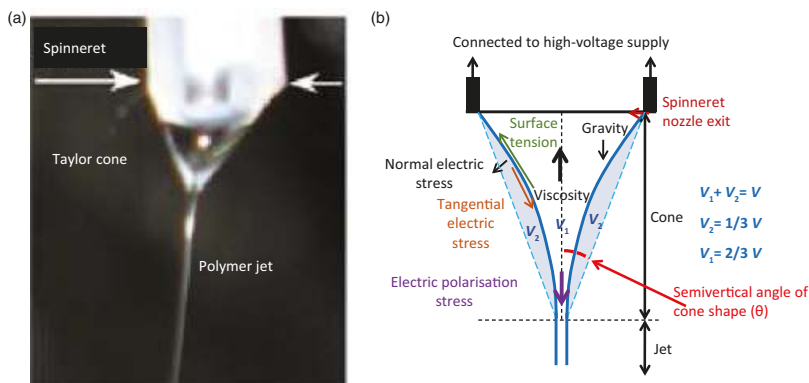 (a)
Spinneret
Taylor cone
Polymer jet
(b)
Connected to high-voltage supply
Spinneret
nozzle exit
Surface
tension
Gravity
Normal electric
stress
Viscosity
Tangential
electric
stress
V₂
V₁
V₂
Cone
V₁+ V₂= V
V₂= 1/3 V
V₁= 2/3 V
Electric polarisation
stress
Semivertical angle of
cone shape (θ)
Jet